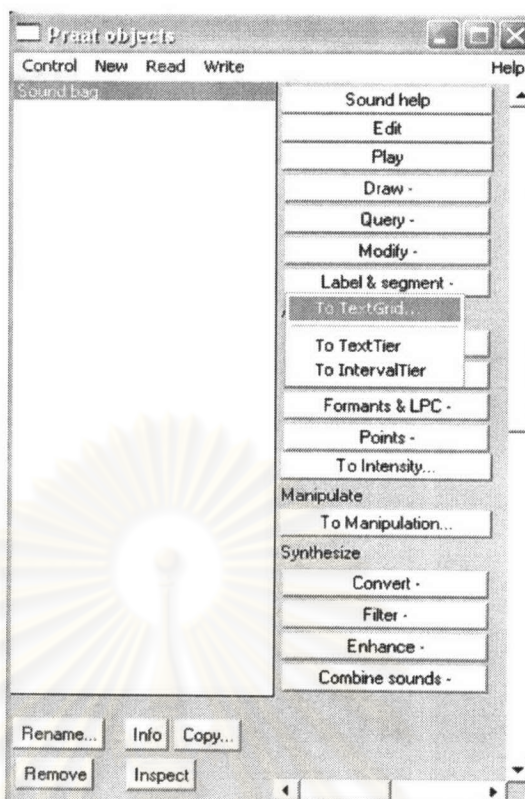 Praat objects
Control New Read Write Help
Sound bag
Sound help
Edit
Play
Draw -
Query -
Modify -
Label & segment -
To TextGrid...
To TextTier
To IntervalTier
Formants & LPC -
Points -
To Intensity...
Manipulate
To Manipulation...
Synthesize
Convert -
Filter -
Enhance -
Combine sounds -
Rename... Info Copy...
Remove Inspect